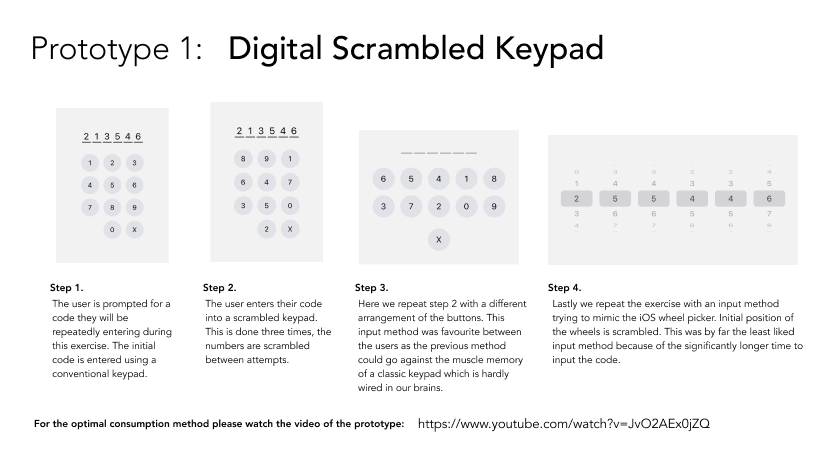 Prototype 1: Digital Scrambled Keypad
2 1 3 5 4 6
1 2 3
4 5 6
7 8 9
0 X
2 1 3 5 4 6
8 9 1
6 4 7
3 5 0
2 X
6 5 4 1 8
3 7 2 0 9
X
0 3 3 2 2 4
1 4 4 3 3 5
2 5 5 4 4 6
3 6 6 5 5 7
4 7 7 6 6 8
Step 1.
The user is prompted for a
code they will be
repeatedly entering during
this exercise. The initial
code is entered using a
conventional keypad.
Step 2.
The user enters their code
into a scrambled keypad.
This is done three times, the
numbers are scrambled
between attempts.
Step 3.
Here we repeat step 2 with a different
arrangement of the buttons. This
input method was favourite between
the users as the previous method
could go against the muscle memory
of a classic keypad which is hardly
wired in our brains.
Step 4.
Lastly we repeat the exercise with an input method
trying to mimic the iOS wheel picker. Initial position of
the wheels is scrambled. This was by far the least liked
input method because of the significantly longer time to
input the code.
For the optimal consumption method please watch the video of the prototype: https://www.youtube.com/watch?v=JvO2AEx0jZQ